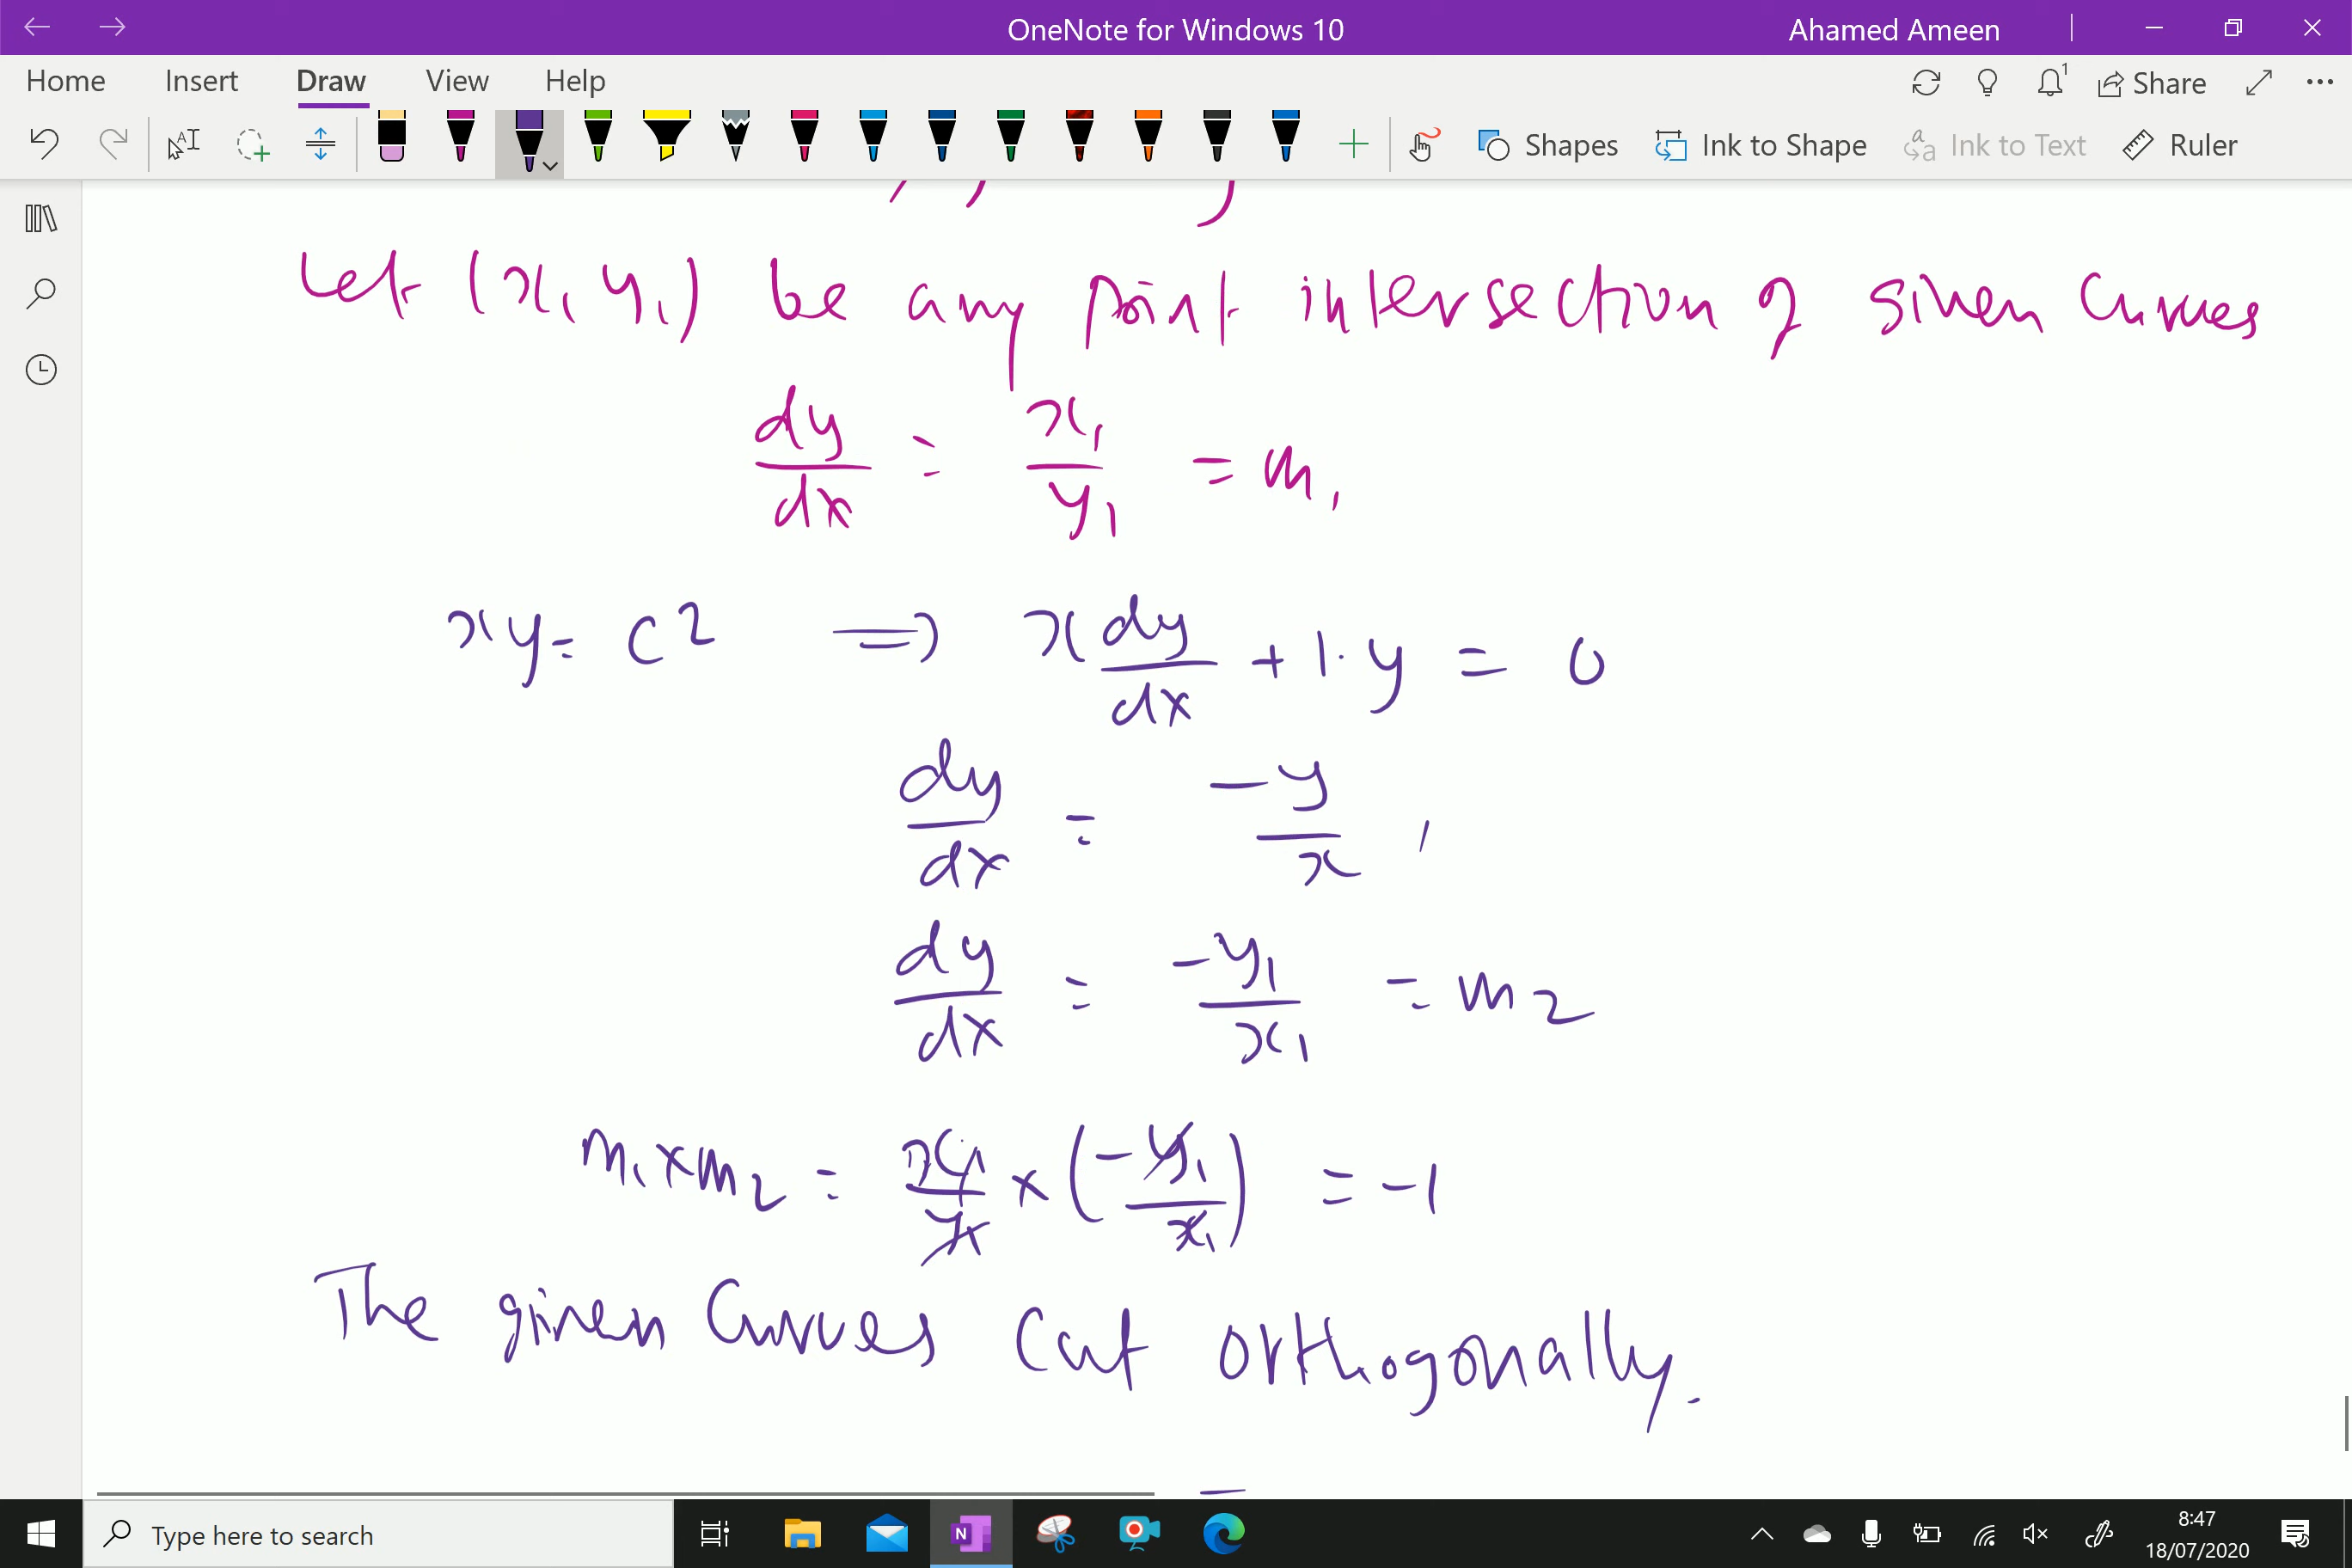 OneNote for Windows 10
Ahamed Ameen
Home Insert Draw View Help
1 Share
Shapes Ink to Shape Ink to Text Ruler
Let (x₁ y₁) be any point intersection of given Curves
dy/dx = x₁/y₁ = m₁
xy = c² ⟹ x dy/dx + 1·y = 0
dy/dx = -y/x ,
dy/dx = -y₁/x₁ = m₂
m₁ × m₂ = x₁/y₁ × (-y₁/x₁) = -1
The given Curves Cut orthogonally.
Type here to search
N
8:47
18/07/2020